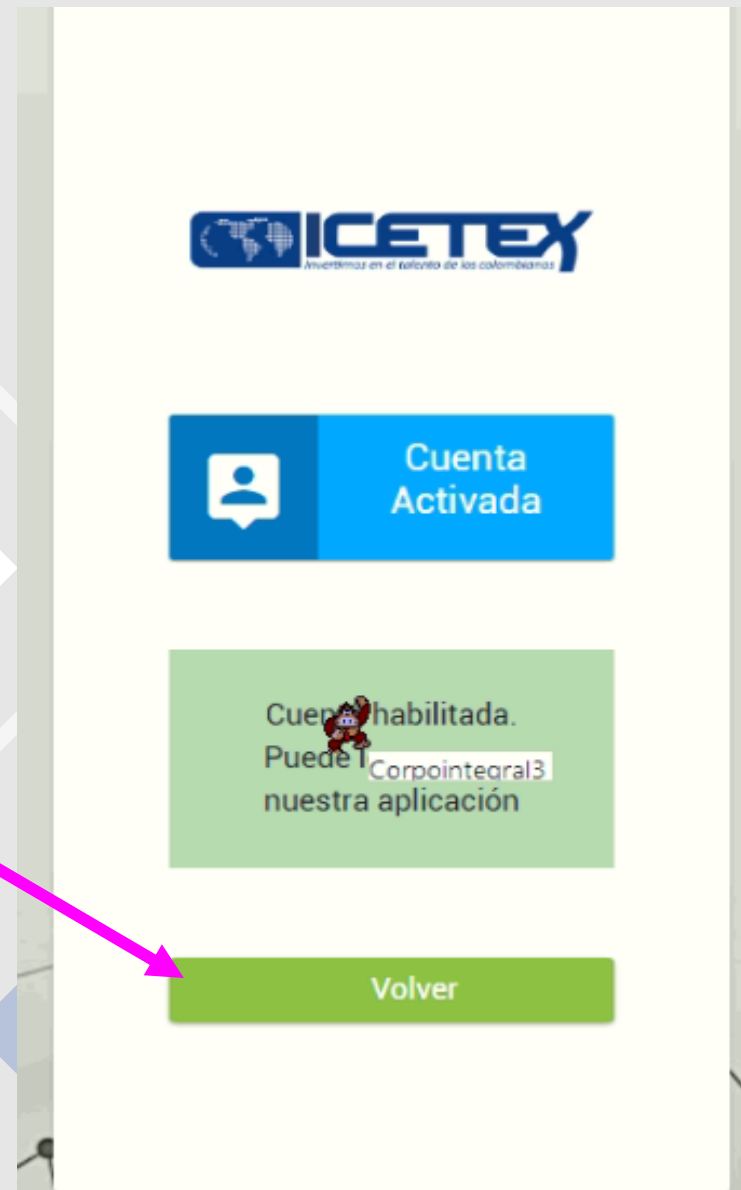 ICETEX
Invertimos en el talento de los colombianos
Cuenta
Activada
habilitada.
Puede
Corpointegral3
nuestra aplicación
Volver